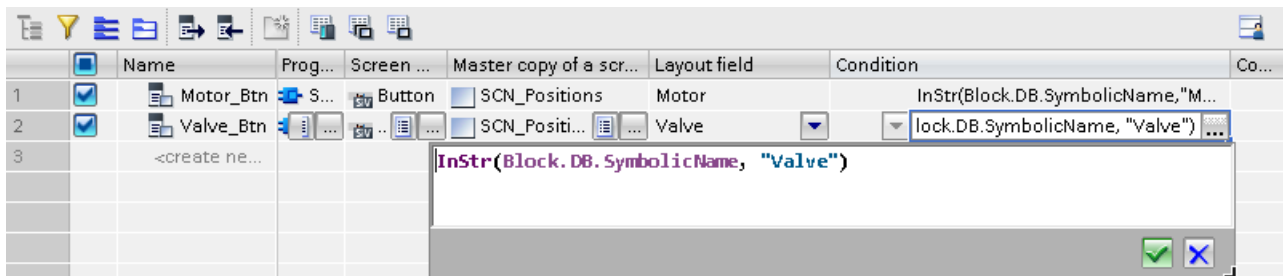 Name Prog... Screen ... Master copy of a scr... Layout field Condition Co...
1 Motor_Btn S... Button SCN_Positions Motor InStr(Block.DB.SymbolicName,"M...
2 Valve_Btn ... .. ... SCN_Positi... ... Valve lock.DB.SymbolicName, "Valve") ...
3 <create ne...
InStr(Block.DB.SymbolicName, "Valve")